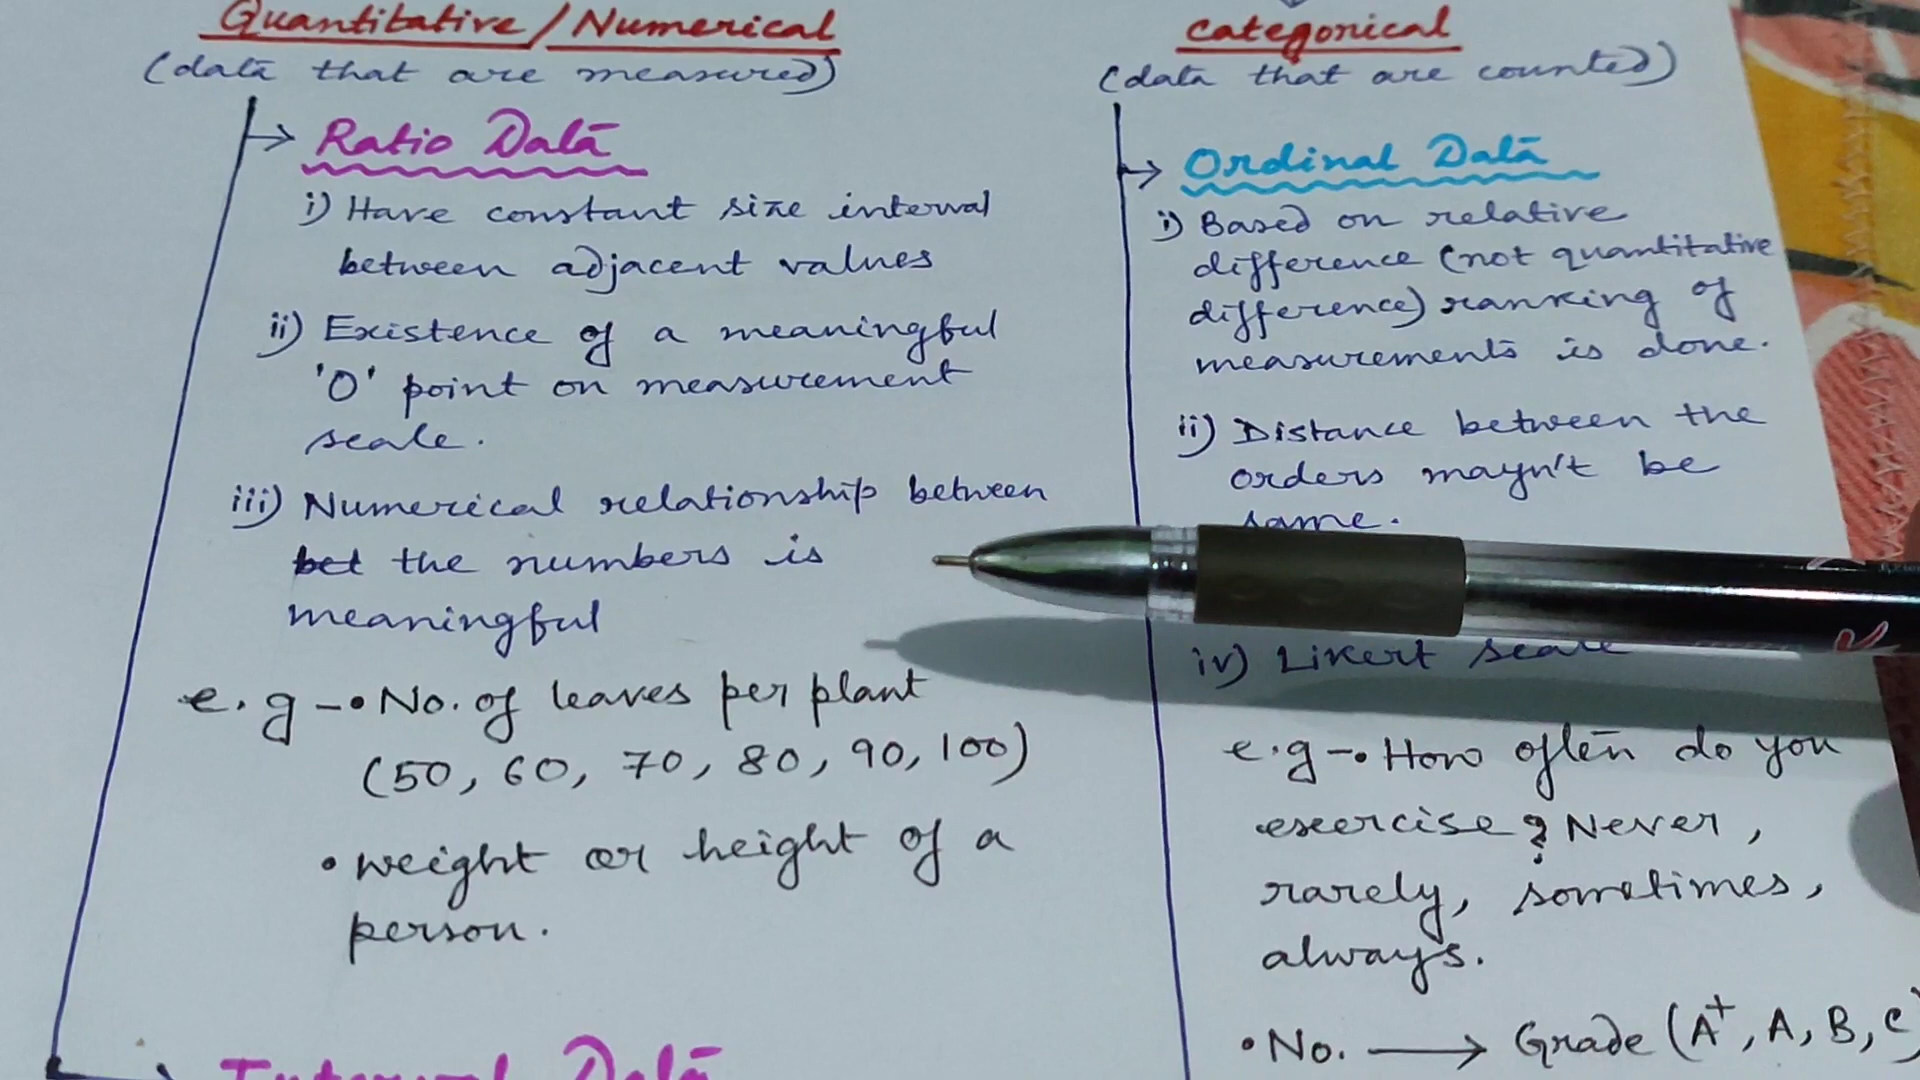 Quantitative/Numerical
(data that are measured)
Ratio Data
i) Have constant size interval
between adjacent values
ii) Existence of a meaningful
'0' point on measurement
scale.
iii) Numerical relationship between
bet the numbers is
meaningful
e.g - • No. of leaves per plant
(50, 60, 70, 80, 90, 100)
• weight or height of a
person.
Interval Data
categorical
(data that are counted)
Ordinal Data
i) Based on relative
difference (not quantitative
difference) ranking of
measurements is done.
ii) Distance between the
orders mayn't be
same.
iv) Likert scale
e.g - • How often do you
exercise? Never,
rarely, sometimes,
always.
• No. → Grade (A+, A, B, C)